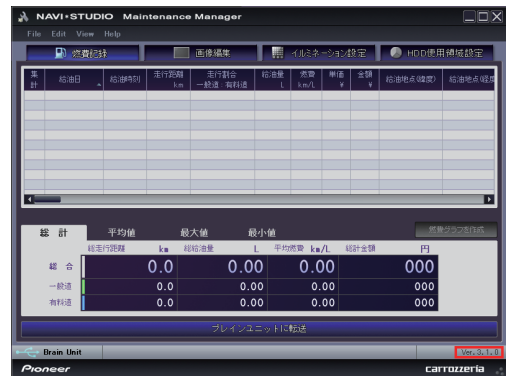 NAVI*STUDIO Maintenance Manager
File Edit View Help
燃費記録 画像編集 イルミネーション設定 HDD使用領域設定
集計 給油日 給油時刻 走行距離 km 走行割合 一般道：有料道 給油量 L 燃費 km/L 単価 ¥ 金額 ¥ 給油地点(緯度) 給油地点(経度
総 計 平均値 最大値 最小値 燃費グラフを作成
総走行距離 km 総給油量 L 平均燃費 km/L 総計金額 円
総 合 0.0 0.00 0.00 000
一般道 0.0 0.00 0.00 000
有料道 0.0 0.00 0.00 000
ブレインユニットに転送
Brain Unit Ver.3.1.0
Pioneer carrozzeria